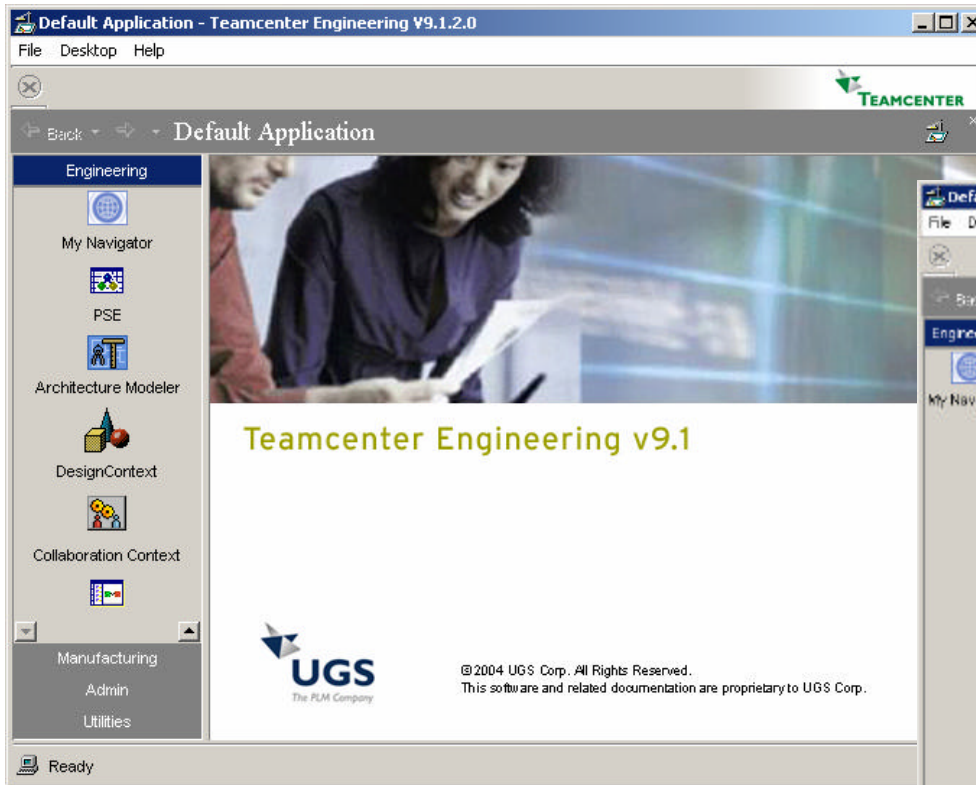 Default Application - Teamcenter Engineering V9.1.2.0
File Desktop Help
TEAMCENTER
Back Default Application
Engineering
My Navigator
PSE
Architecture Modeler
DesignContext
Collaboration Context
Manufacturing
Admin
Utilities
Teamcenter Engineering v9.1
UGS
The PLM Company
©2004 UGS Corp. All Rights Reserved.
This software and related documentation are proprietary to UGS Corp.
Ready
Defa
File D
Engine
My Nav